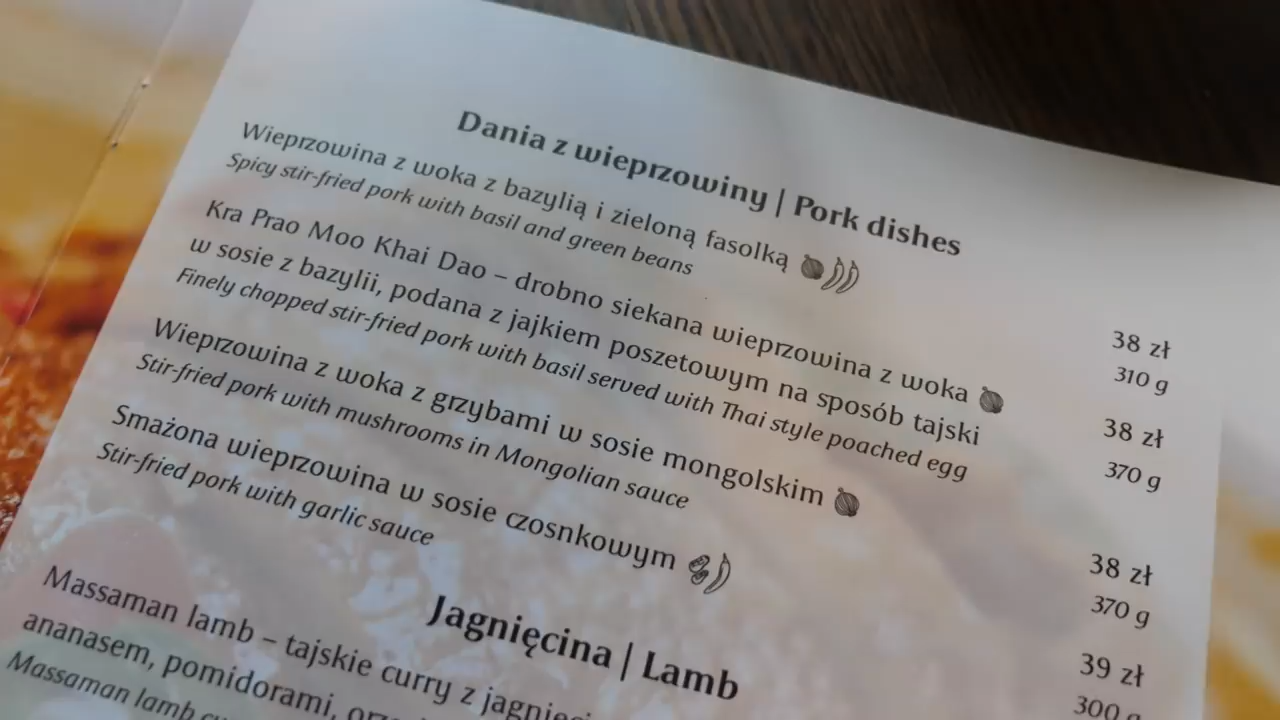 Dania z wieprzowiny | Pork dishes
Wieprzowina z woka z bazylią i zieloną fasolką
Spicy stir-fried pork with basil and green beans
38 zł
310 g
Kra Prao Moo Khai Dao – drobno siekana wieprzowina z woka
w sosie z bazylii, podana z jajkiem poszetowym na sposób tajski
Finely chopped stir-fried pork with basil served with Thai style poached egg
38 zł
370 g
Wieprzowina z woka z grzybami w sosie mongolskim
Stir-fried pork with mushrooms in Mongolian sauce
38 zł
370 g
Smażona wieprzowina w sosie czosnkowym
Stir-fried pork with garlic sauce
39 zł
300 g
Jagnięcina | Lamb
Massaman lamb – tajskie curry z
ananasem, pomidorami,
Massaman lamb